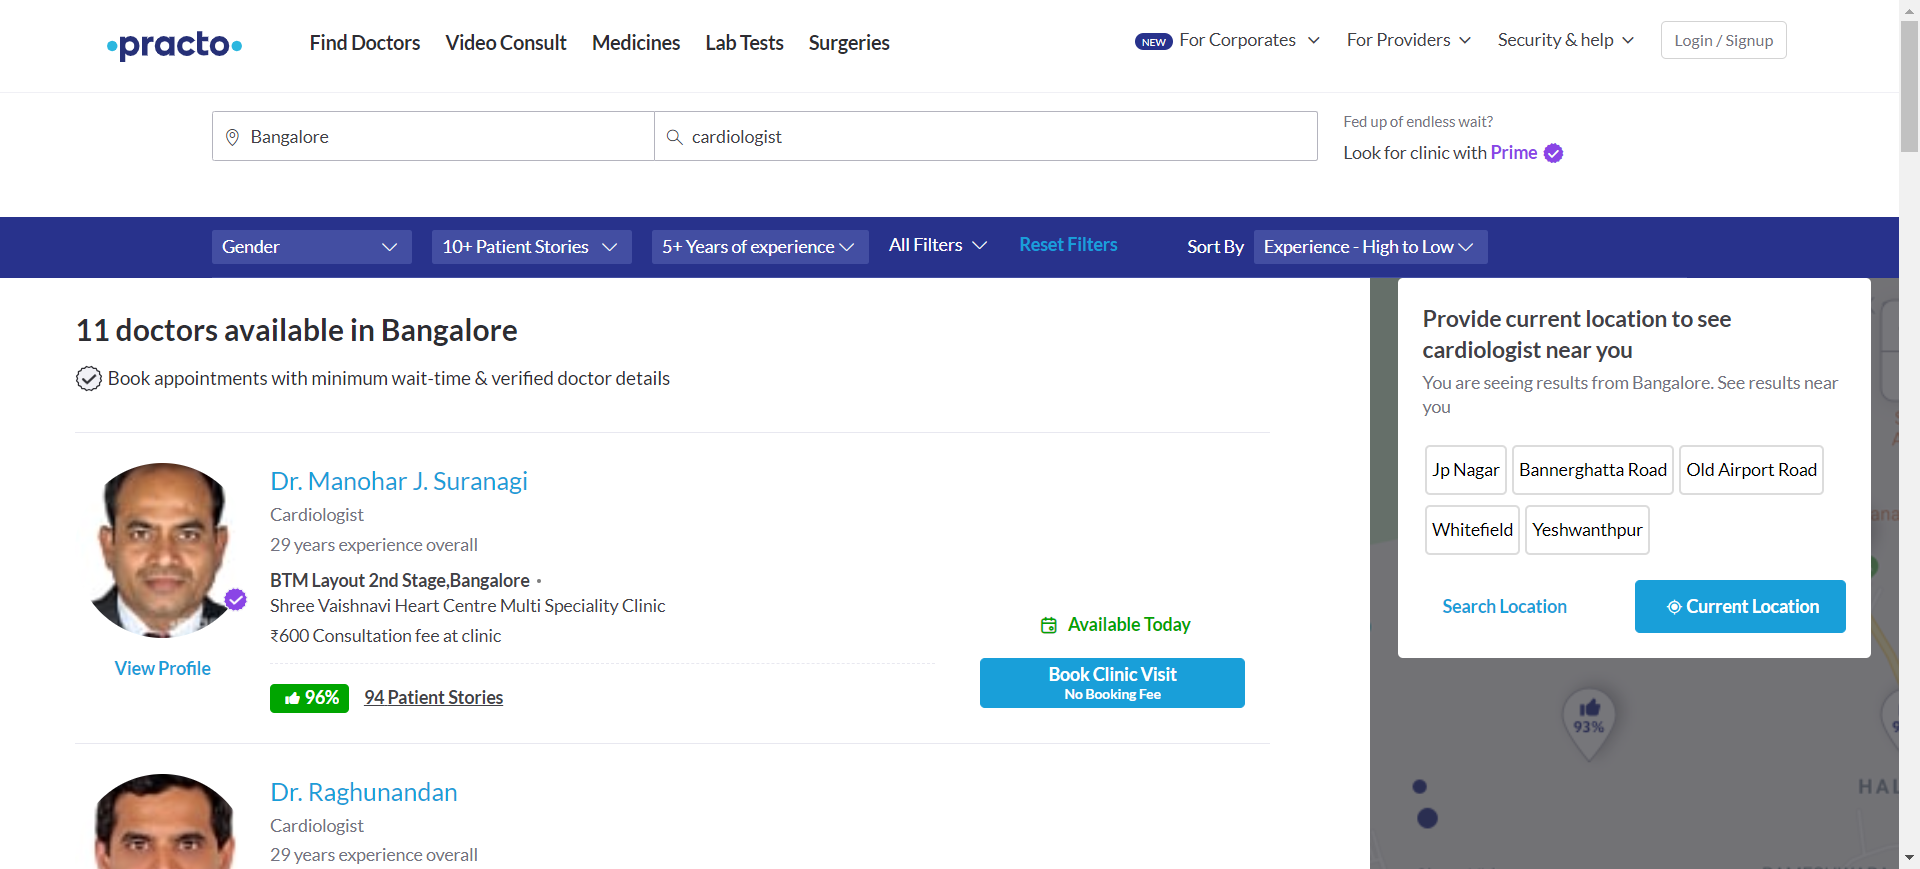 practo
Find Doctors
Video Consult
Medicines
Lab Tests
Surgeries
NEW For Corporates
For Providers
Security & help
Login / Signup
Bangalore
cardiologist
Fed up of endless wait?
Look for clinic with Prime
Gender
10+ Patient Stories
5+ Years of experience
All Filters
Reset Filters
Sort By
Experience - High to Low
11 doctors available in Bangalore
Book appointments with minimum wait-time & verified doctor details
Dr. Manohar J. Suranagi
Cardiologist
29 years experience overall
BTM Layout 2nd Stage,Bangalore •
Shree Vaishnavi Heart Centre Multi Speciality Clinic
₹600 Consultation fee at clinic
View Profile
96%
94 Patient Stories
Available Today
Book Clinic Visit
No Booking Fee
Dr. Raghunandan
Cardiologist
29 years experience overall
Provide current location to see
cardiologist near you
You are seeing results from Bangalore. See results near
you
Jp Nagar
Bannerghatta Road
Old Airport Road
Whitefield
Yeshwanthpur
Search Location
Current Location
93%
HAL